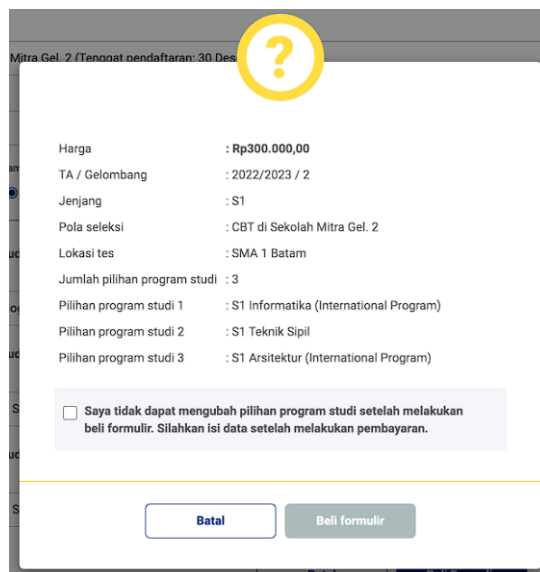 Mitra Gel. 2 (Tenggat pendaftaran: 30 Des
?
Harga : Rp300.000,00
TA / Gelombang : 2022/2023 / 2
Jenjang : S1
Pola seleksi : CBT di Sekolah Mitra Gel. 2
Lokasi tes : SMA 1 Batam
Jumlah pilihan program studi : 3
Pilihan program studi 1 : S1 Informatika (International Program)
Pilihan program studi 2 : S1 Teknik Sipil
Pilihan program studi 3 : S1 Arsitektur (International Program)
Saya tidak dapat mengubah pilihan program studi setelah melakukan
beli formulir. Silahkan isi data setelah melakukan pembayaran.
Batal Beli formulir